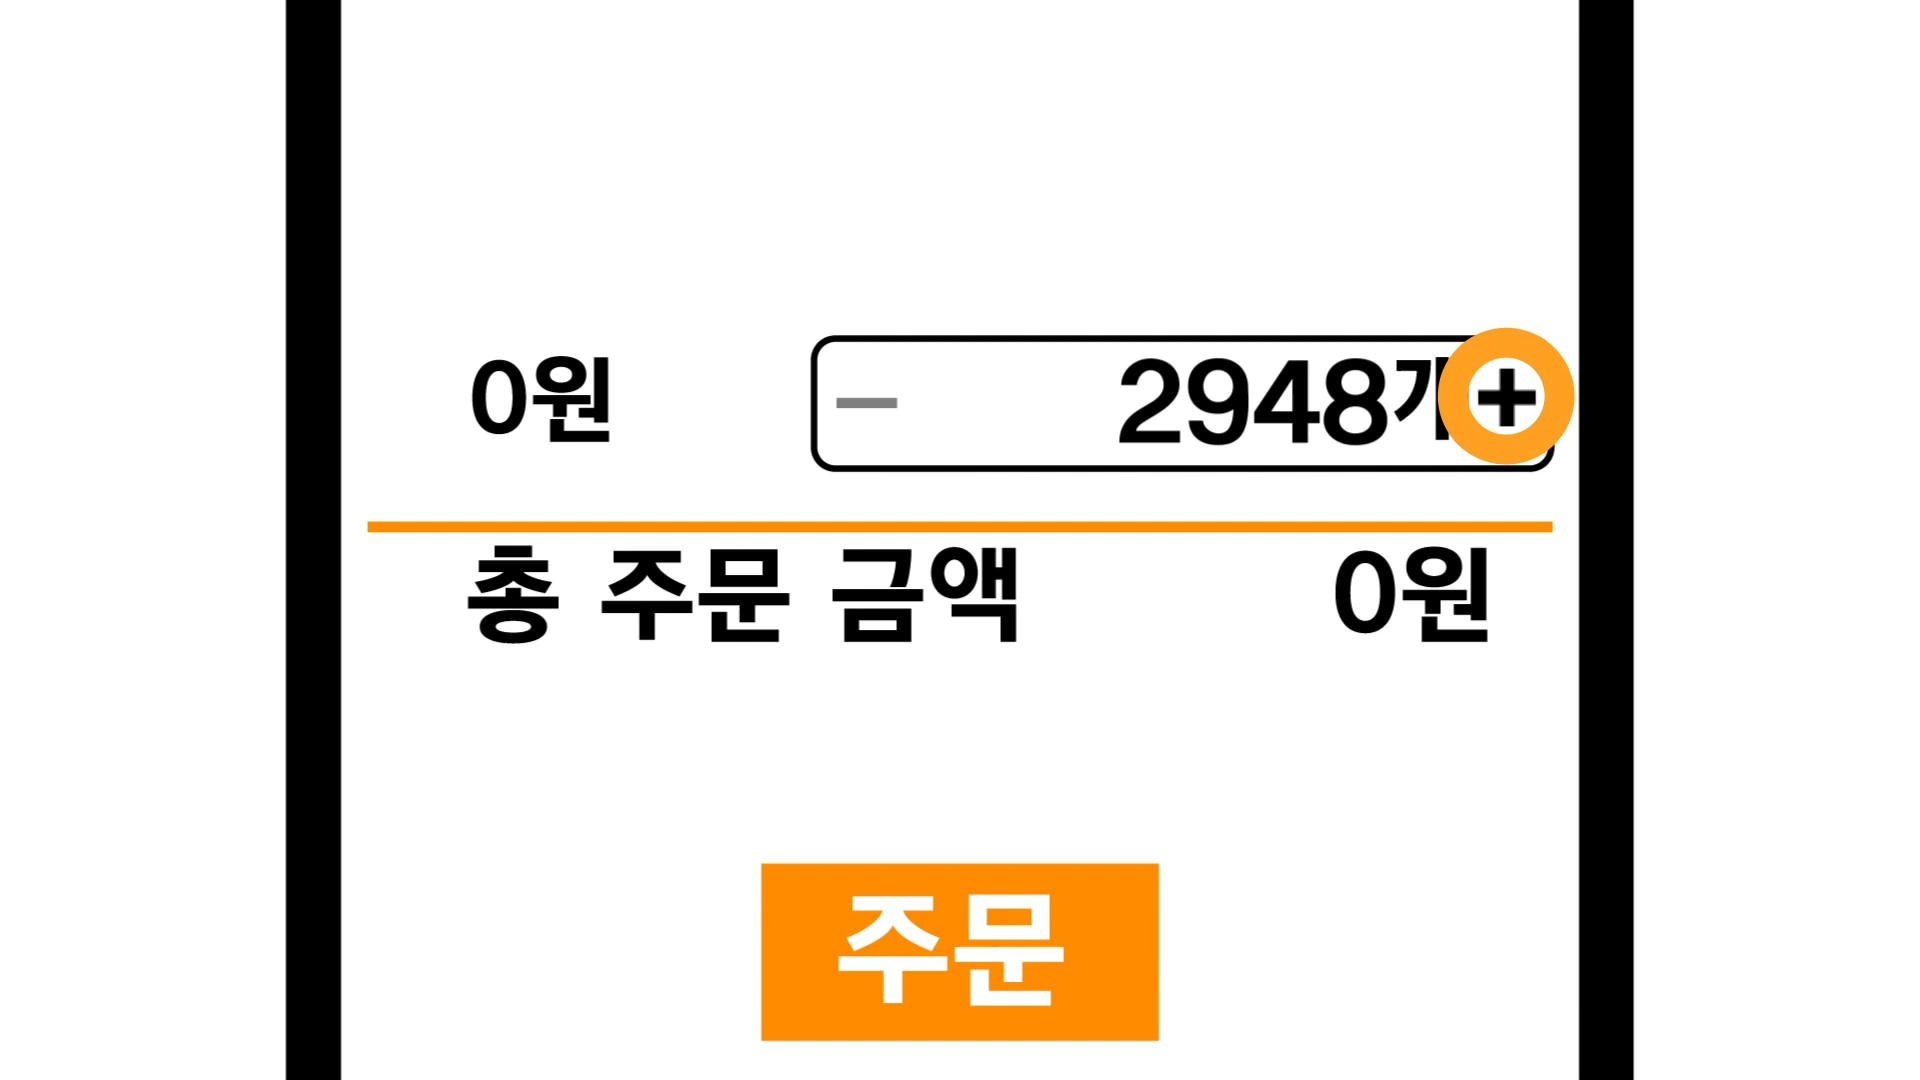 0원 − 2948개 +
총 주문 금액 0원
주문